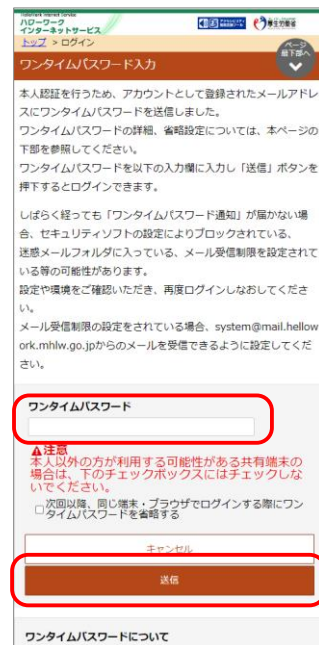 HelloWork Internet Service
ハローワーク
インターネットサービス
厚生労働省
トップ > ログイン
ページ
最下部へ
ワンタイムパスワード入力
本人認証を行うため、アカウントとして登録されたメールアドレ
スにワンタイムパスワードを送信しました。
ワンタイムパスワードの詳細、省略設定については、本ページの
下部を参照してください。
ワンタイムパスワードを以下の入力欄に入力し「送信」ボタンを
押下するとログインできます。
しばらく経っても「ワンタイムパスワード通知」が届かない場
合、セキュリティソフトの設定によりブロックされている、
迷惑メールフォルダに入っている、メール受信制限を設定されて
いる等の可能性があります。
設定や環境をご確認いただき、再度ログインしなおしてくださ
い。
メール受信制限の設定をされている場合、system@mail.hellow
ork.mhlw.go.jpからのメールを受信できるように設定してくだ
さい。
ワンタイムパスワード
注意
本人以外の方が利用する可能性がある共有端末の
場合は、下のチェックボックスにはチェックしな
いでください。
次回以降、同じ端末・ブラウザでログインする際にワン
タイムパスワードを省略する
キャンセル
送信
ワンタイムパスワードについて